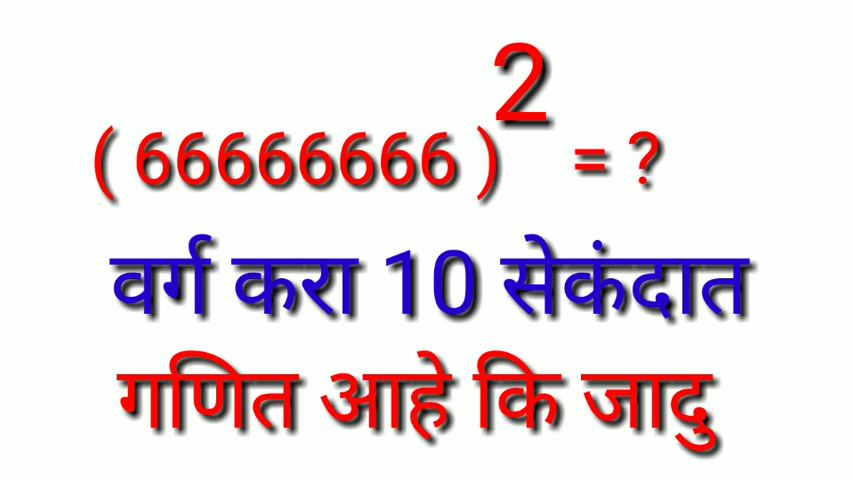 ( 66666666 )² = ?
वर्ग करा 10 सेकंदात
गणित आहे कि जादु